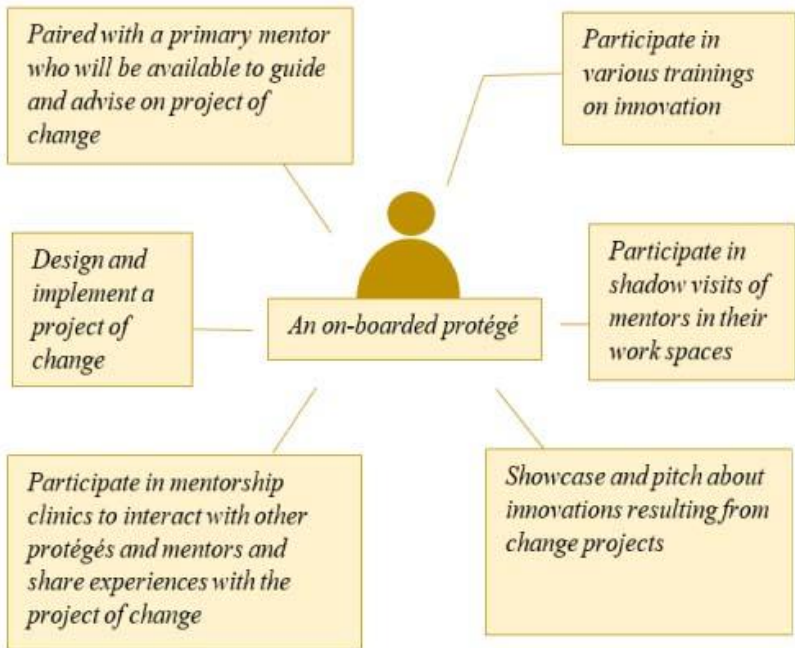 Paired with a primary mentor
who will be available to guide
and advise on project of
change
Participate in
various trainings
on innovation
Design and
implement a
project of
change
An on-boarded protégé
Participate in
shadow visits of
mentors in their
work spaces
Participate in mentorship
clinics to interact with other
protégés and mentors and
share experiences with the
project of change
Showcase and pitch about
innovations resulting from
change projects